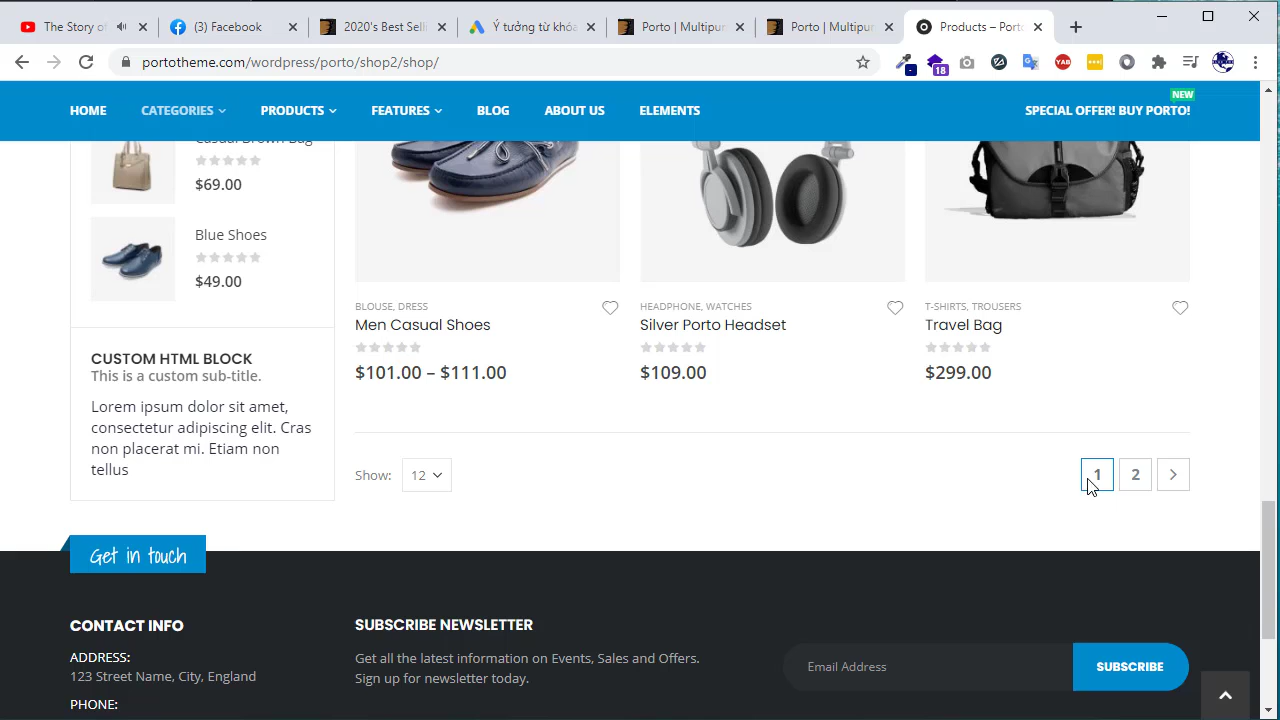 The Story of
(3) Facebook
2020's Best Selli
Ý tưởng từ khóa
Porto | Multipur
Porto | Multipur
Products – Porto
portotheme.com/wordpress/porto/shop2/shop/
18
YAB
HOME
CATEGORIES
PRODUCTS
FEATURES
BLOG
ABOUT US
ELEMENTS
NEW
SPECIAL OFFER! BUY PORTO!
Casual Brown Bag
$69.00
Blue Shoes
$49.00
CUSTOM HTML BLOCK
This is a custom sub-title.
Lorem ipsum dolor sit amet,
consectetur adipiscing elit. Cras
non placerat mi. Etiam non
tellus
BLOUSE, DRESS
Men Casual Shoes
$101.00 – $111.00
HEADPHONE, WATCHES
Silver Porto Headset
$109.00
T-SHIRTS, TROUSERS
Travel Bag
$299.00
Show: 12
1 2
Get in touch
CONTACT INFO
ADDRESS:
123 Street Name, City, England
PHONE:
SUBSCRIBE NEWSLETTER
Get all the latest information on Events, Sales and Offers.
Sign up for newsletter today.
Email Address
SUBSCRIBE